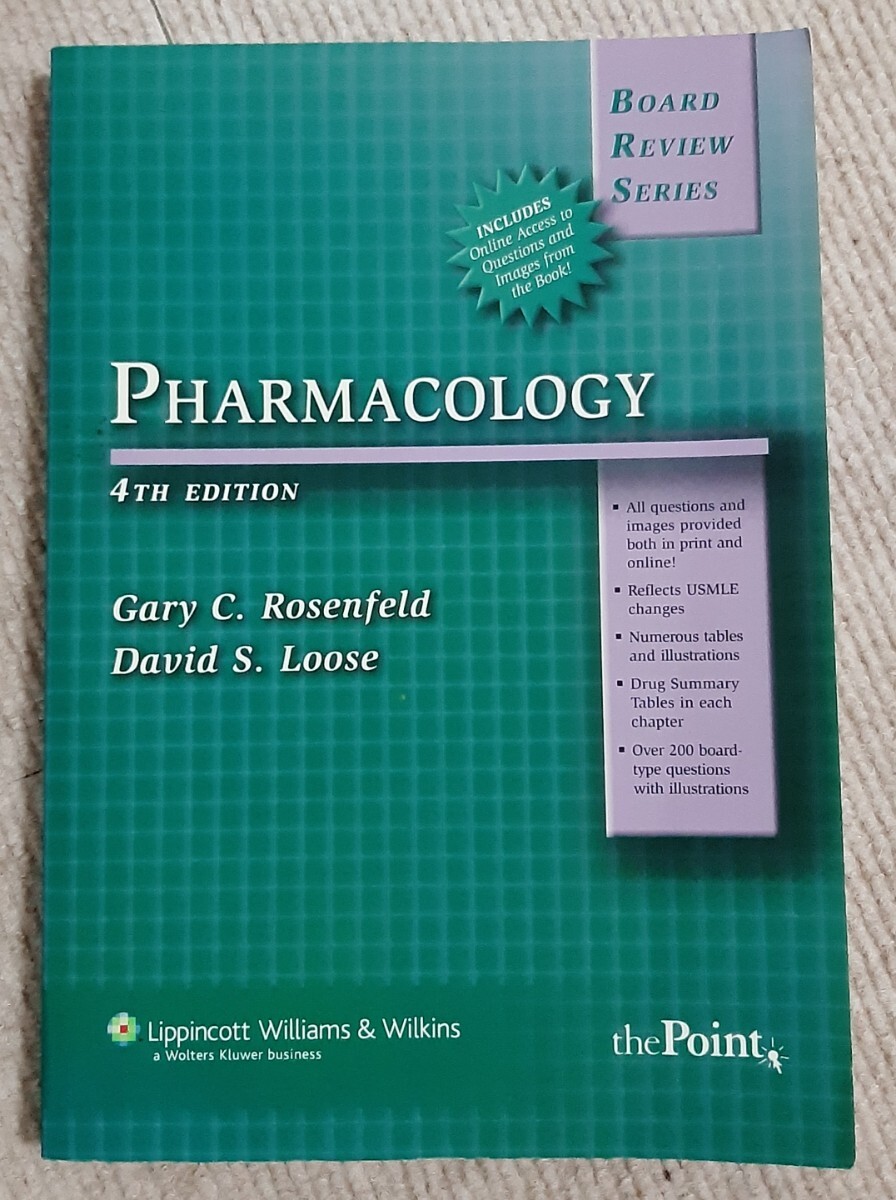 BOARD
REVIEW
SERIES
INCLUDES
Online Access to
Questions and
Images from
the Book!
PHARMACOLOGY
4TH EDITION
Gary C. Rosenfeld
David S. Loose
▪ All questions and
images provided
both in print and
online!
▪ Reflects USMLE
changes
▪ Numerous tables
and illustrations
▪ Drug Summary
Tables in each
chapter
▪ Over 200 board-
type questions
with illustrations
Lippincott Williams & Wilkins
a Wolters Kluwer business
thePoint